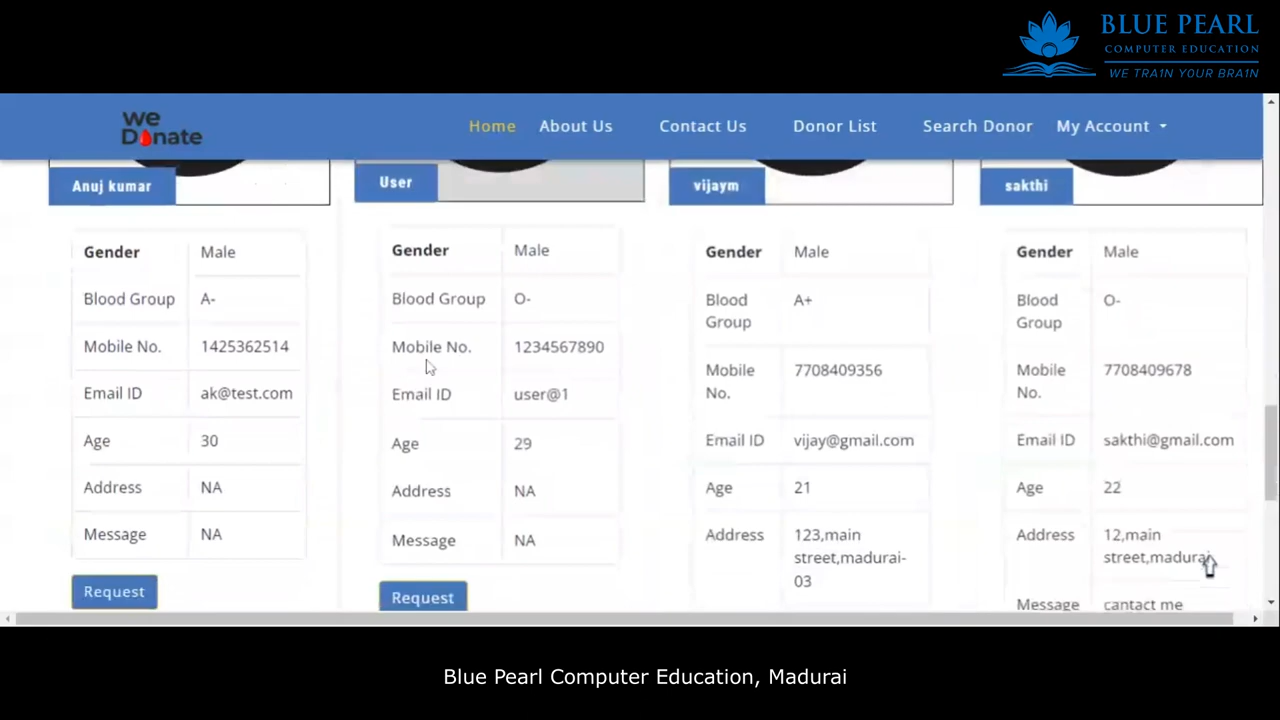 BLUE PEARL
COMPUTER EDUCATION
WE TRAIN YOUR BRAIN
we
Donate
Home About Us Contact Us Donor List Search Donor My Account
Anuj kumar
Gender Male
Blood Group A-
Mobile No. 1425362514
Email ID ak@test.com
Age 30
Address NA
Message NA
Request
User
Gender Male
Blood Group O-
Mobile No. 1234567890
Email ID user@1
Age 29
Address NA
Message NA
Request
vijaym
Gender Male
Blood A+
Group
Mobile 7708409356
No.
Email ID vijay@gmail.com
Age 21
Address 123,main
street,madurai-
03
sakthi
Gender Male
Blood O-
Group
Mobile 7708409678
No.
Email ID sakthi@gmail.com
Age 22
Address 12,main
street,madurai
Message cantact me
Blue Pearl Computer Education, Madurai